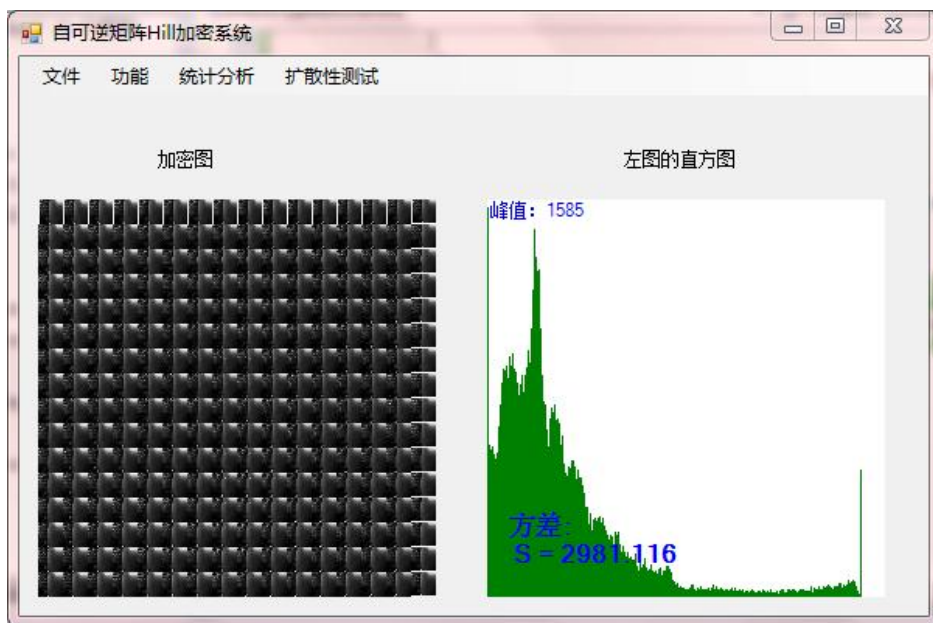 自可逆矩阵Hill加密系统
文件 功能 统计分析 扩散性测试
加密图
左图的直方图
峰值：1585
方差：
S = 2981.116